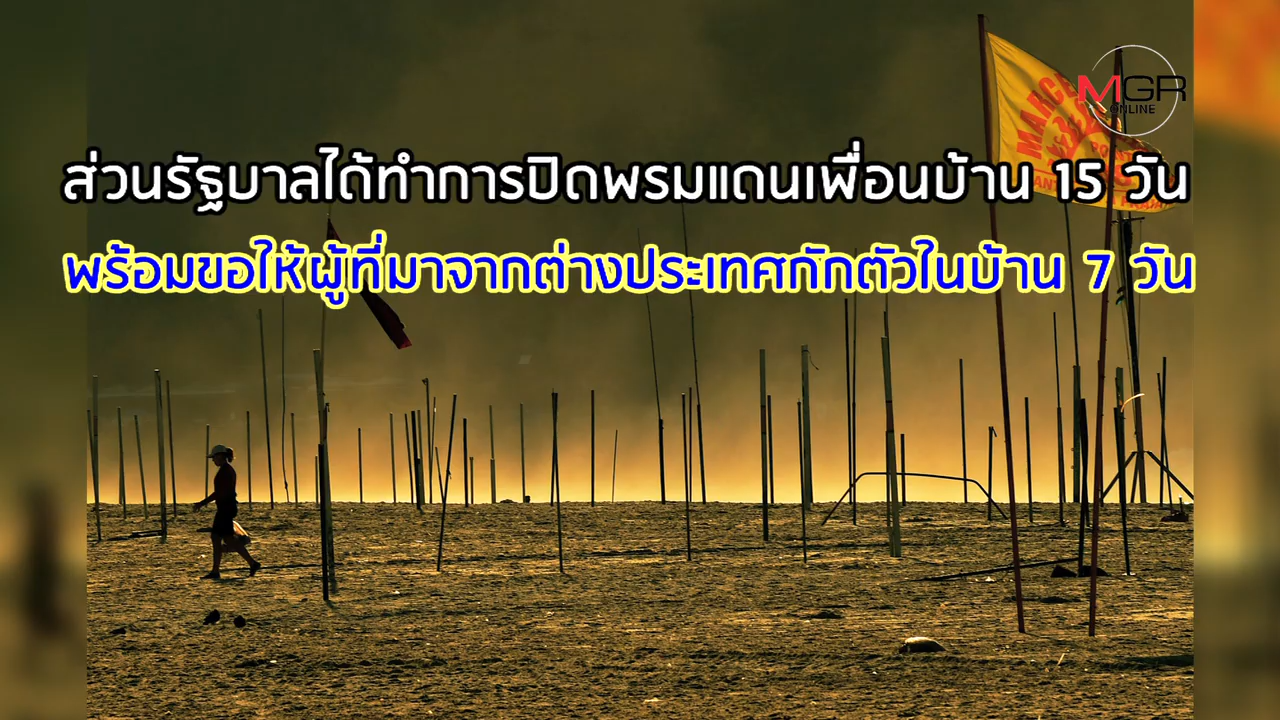 MGR
ONLINE
MARCE
ส่วนรัฐบาลได้ทำการปิดพรมแดนเพื่อนบ้าน 15 วัน
พร้อมขอให้ผู้ที่มาจากต่างประเทศกักตัวในบ้าน 7 วัน